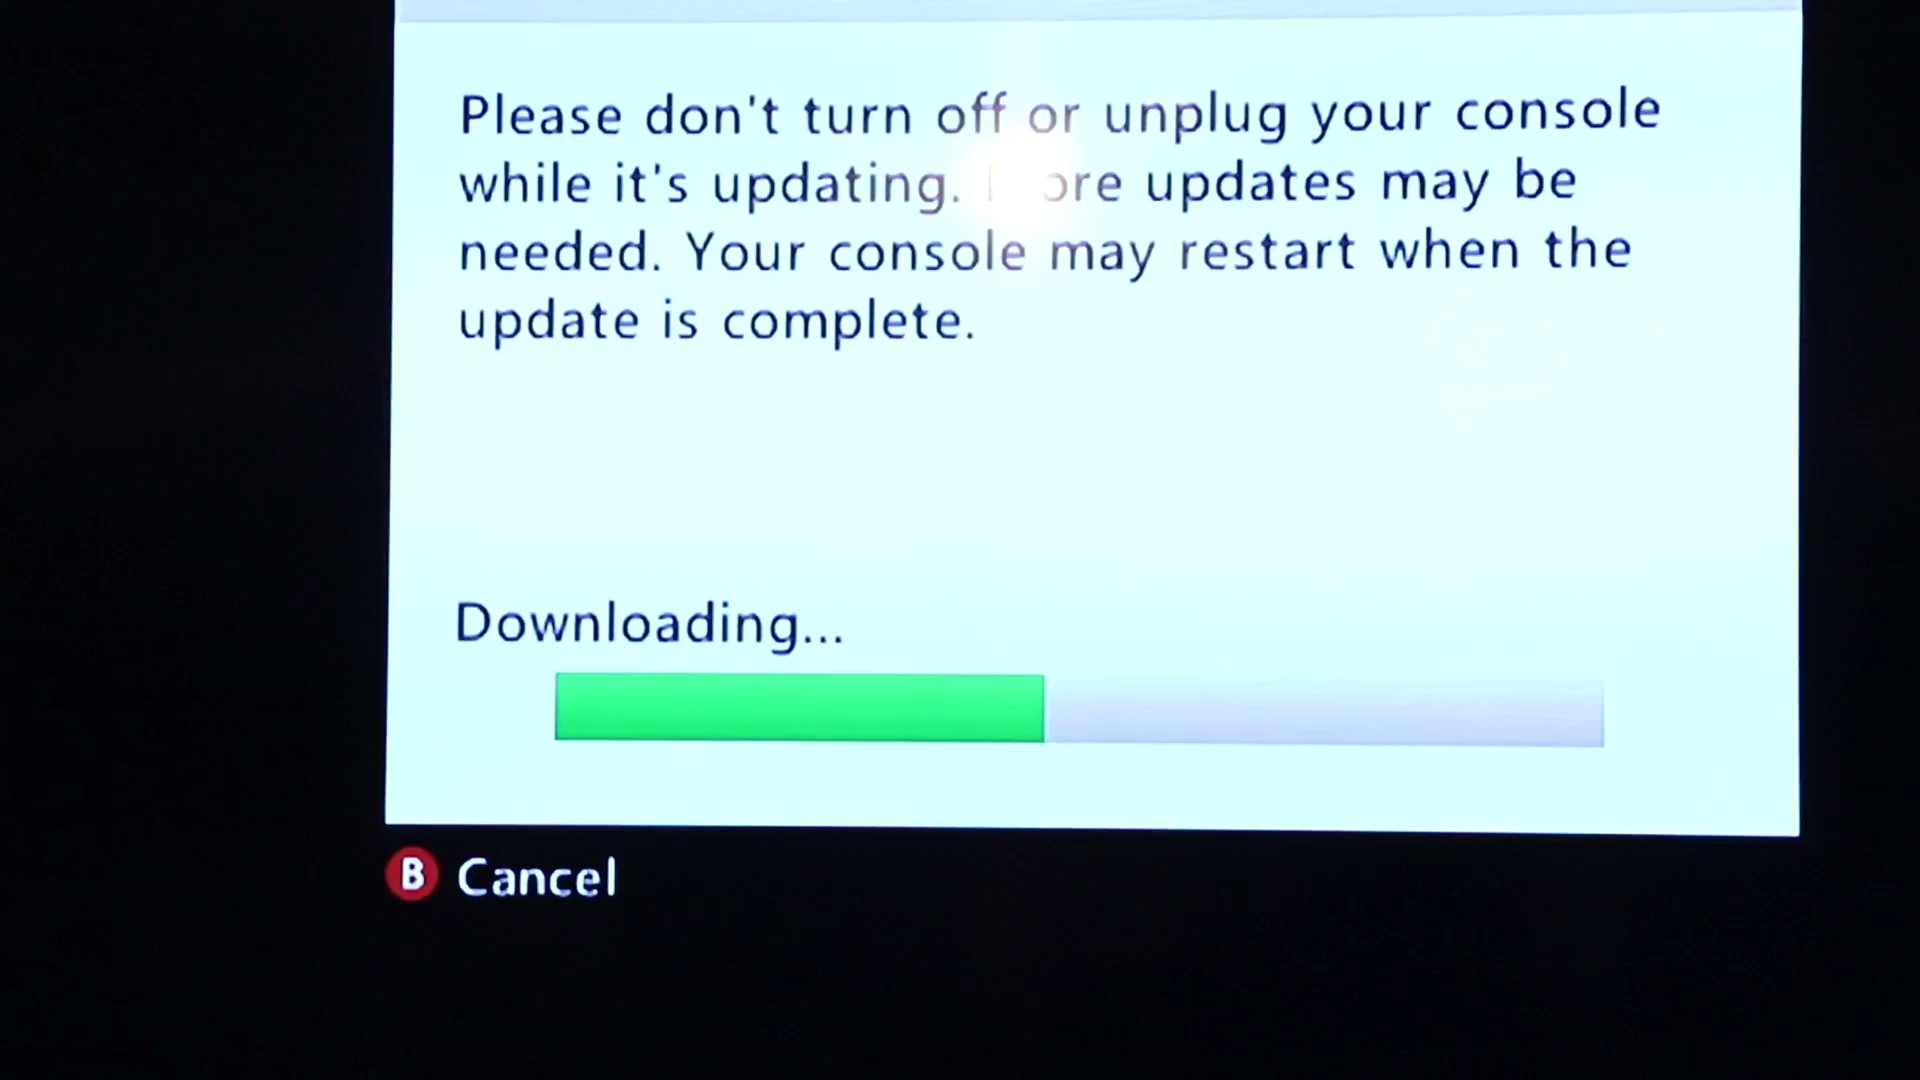 Please don't turn off or unplug your console
while it's updating. updates may be
needed. Your console may restart when the
update is complete.
Downloading...
B Cancel